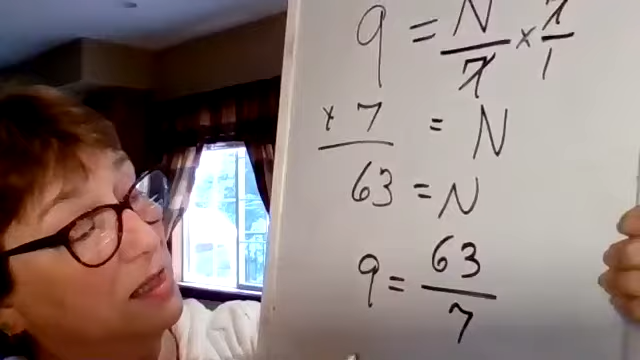 9 = N/7 × 7/1
× 7 = N
63 = N
9 = 63/7